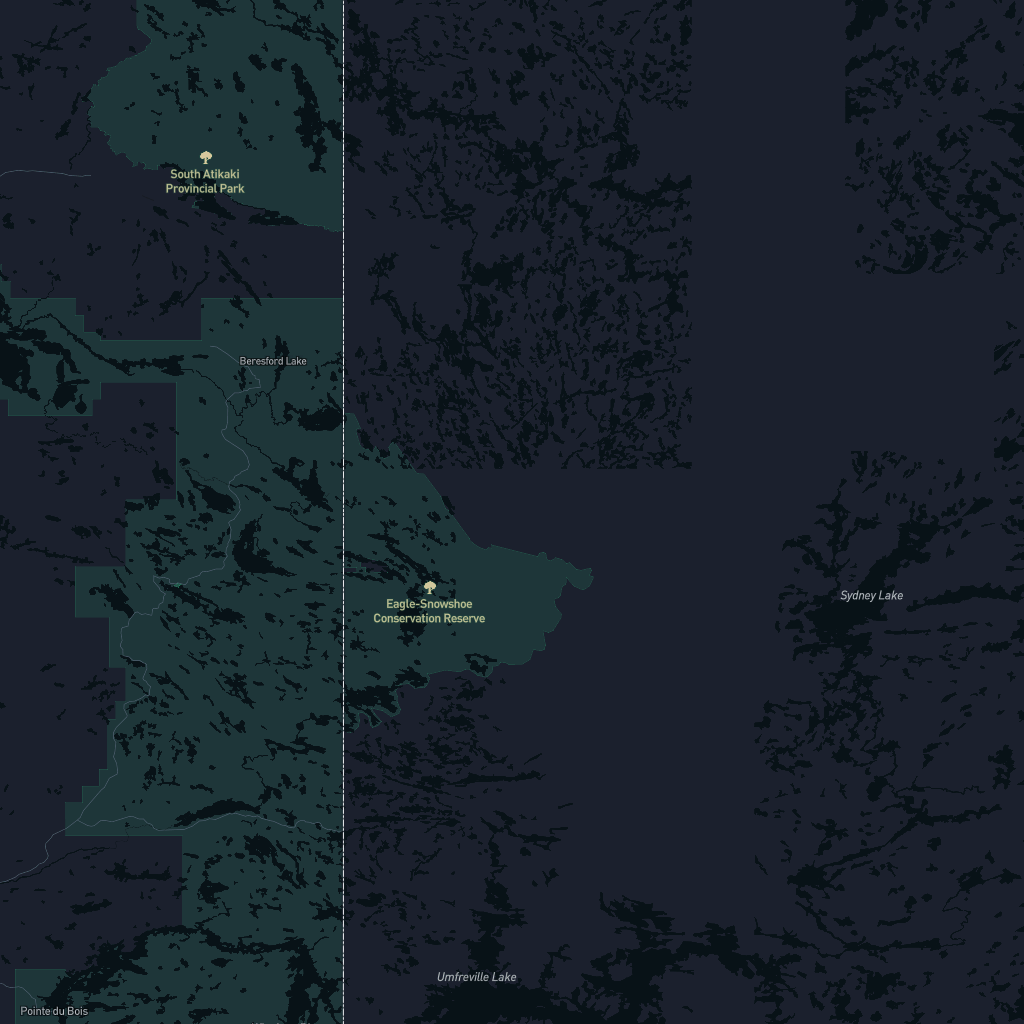 South Atikaki
Provincial Park
Beresford Lake
Eagle-Snowshoe
Conservation Reserve
Sydney Lake
Umfreville Lake
Pointe du Bois